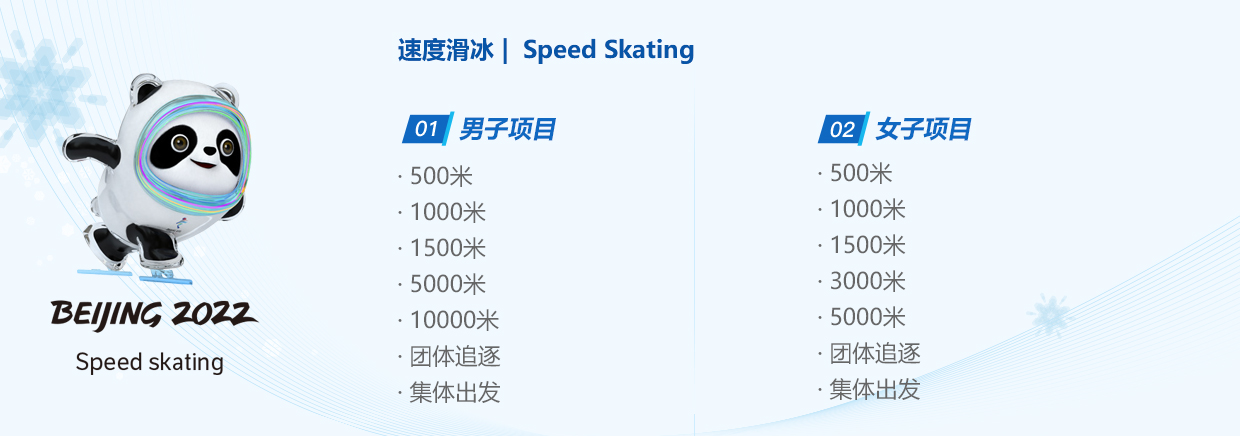 速度滑冰 | Speed Skating
01 男子项目
· 500米
· 1000米
· 1500米
· 5000米
· 10000米
· 团体追逐
· 集体出发
02 女子项目
· 500米
· 1000米
· 1500米
· 3000米
· 5000米
· 团体追逐
· 集体出发
BEIJING 2022
Speed skating